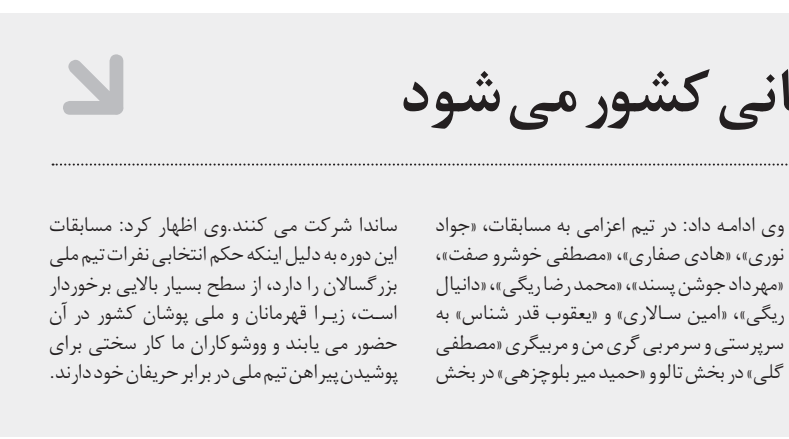 کشور می شود
وی ادامه داد: در تیم اعزامی به مسابقات، «جواد
نوری»، «هادی صفاری»، «مصطفی خوشرو صفت»،
«مهرداد جوشن پسند»، «محمد رضا ریگی»، «دانیال
ریگی»، «امین سالاری» و «یعقوب قدر شناس» به
سرپرستی و سرمربی گری من و مربیگری «مصطفی
گلی» در بخش تالو و «حمید میر بلوچزهی» در بخش
ساندا شرکت می کنند.وی اظهار کرد: مسابقات
این دوره به دلیل اینکه حکم انتخابی نفرات تیم ملی
بزرگسالان را دارد، از سطح بسیار بالایی برخوردار
است، زیرا قهرمانان و ملی پوشان کشور در آن
حضور می یابند و ووشوکاران ما کار سختی برای
پوشیدن پیراهن تیم ملی در برابر حریفان خود دارند.